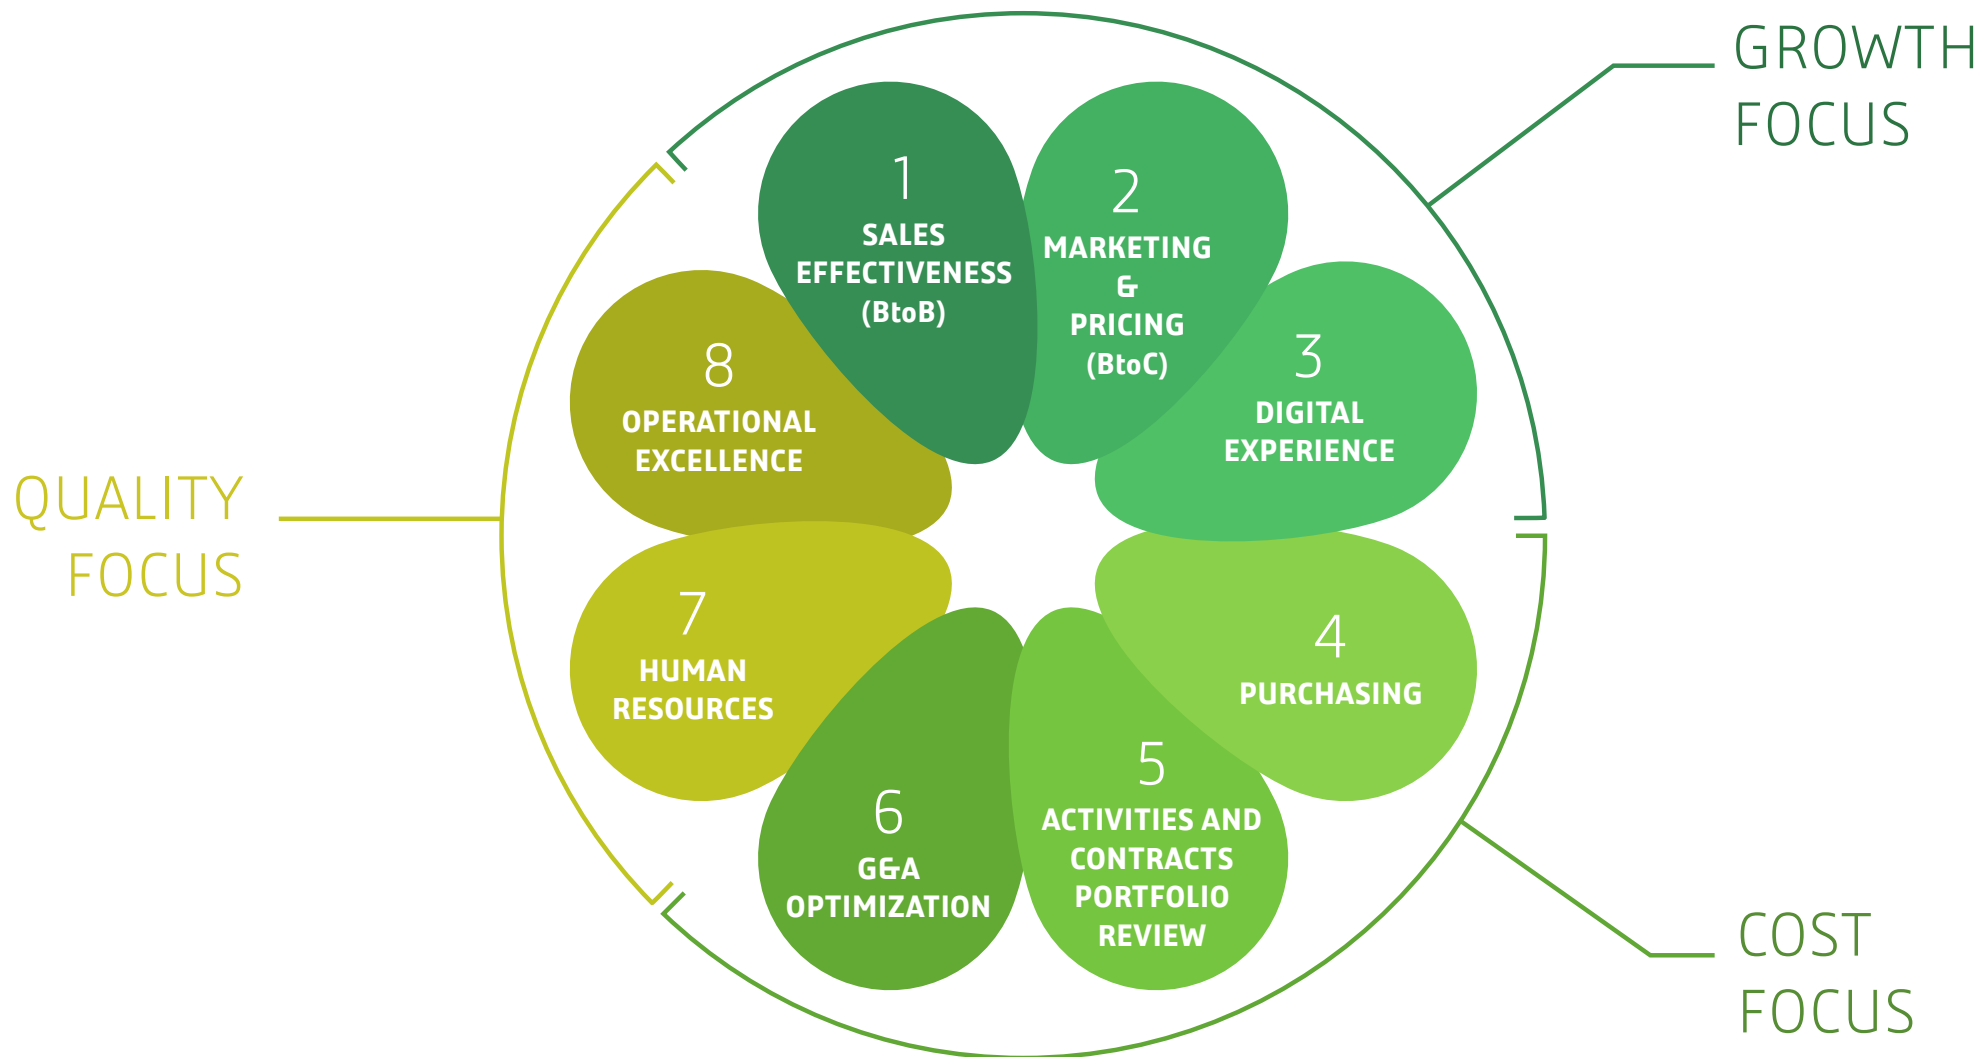 GROWTH
FOCUS
1
SALES
EFFECTIVENESS
(BtoB)
2
MARKETING
&
PRICING
(BtoC)
3
DIGITAL
EXPERIENCE
4
PURCHASING
5
ACTIVITIES AND
CONTRACTS
PORTFOLIO
REVIEW
6
G&A
OPTIMIZATION
7
HUMAN
RESOURCES
8
OPERATIONAL
EXCELLENCE
QUALITY
FOCUS
COST
FOCUS